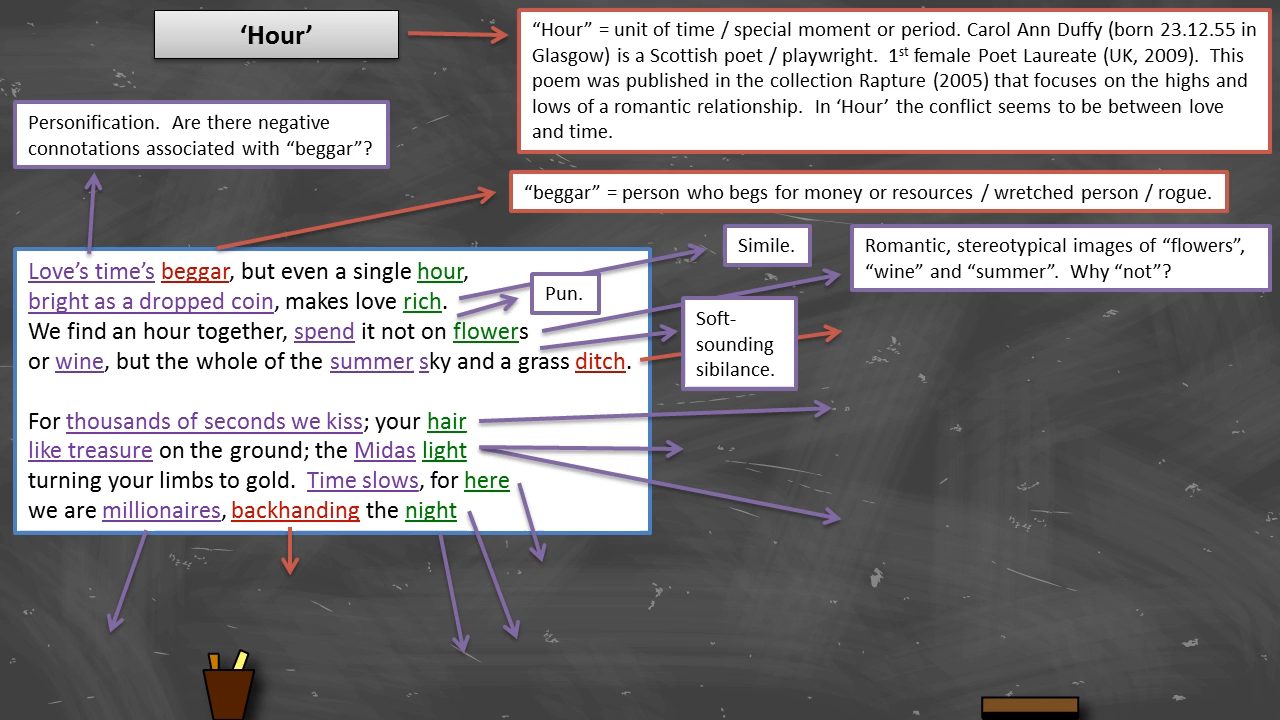 ‘Hour’
“Hour” = unit of time / special moment or period. Carol Ann Duffy (born 23.12.55 in
Glasgow) is a Scottish poet / playwright.  1st female Poet Laureate (UK, 2009).  This
poem was published in the collection Rapture (2005) that focuses on the highs and
lows of a romantic relationship.  In ‘Hour’ the conflict seems to be between love
and time.
Personification.  Are there negative
connotations associated with “beggar”?
“beggar” = person who begs for money or resources / wretched person / rogue.
Simile.
Romantic, stereotypical images of “flowers”,
“wine” and “summer”.  Why “not”?
Pun.
Soft-
sounding
sibilance.
Love’s time’s beggar, but even a single hour,
bright as a dropped coin, makes love rich.
We find an hour together, spend it not on flowers
or wine, but the whole of the summer sky and a grass ditch.
For thousands of seconds we kiss; your hair
like treasure on the ground; the Midas light
turning your limbs to gold.  Time slows, for here
we are millionaires, backhanding the night